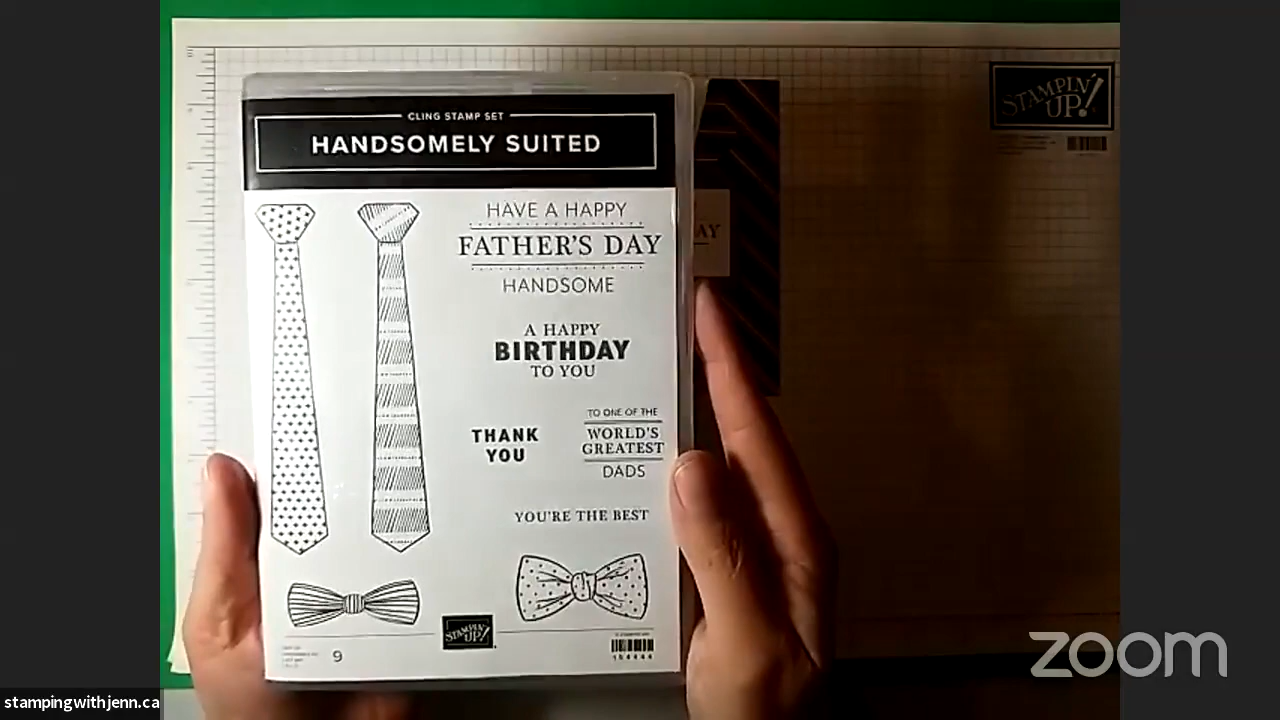 CLING STAMP SET
HANDSOMELY SUITED
HAVE A HAPPY
FATHER'S DAY
HANDSOME
A HAPPY
BIRTHDAY
TO YOU
THANK
YOU
TO ONE OF THE
WORLD'S
GREATEST
DADS
YOU'RE THE BEST
STAMPIN'
UP!
9
AY
STAMPIN'
UP!
zoom
stampingwithjenn.ca